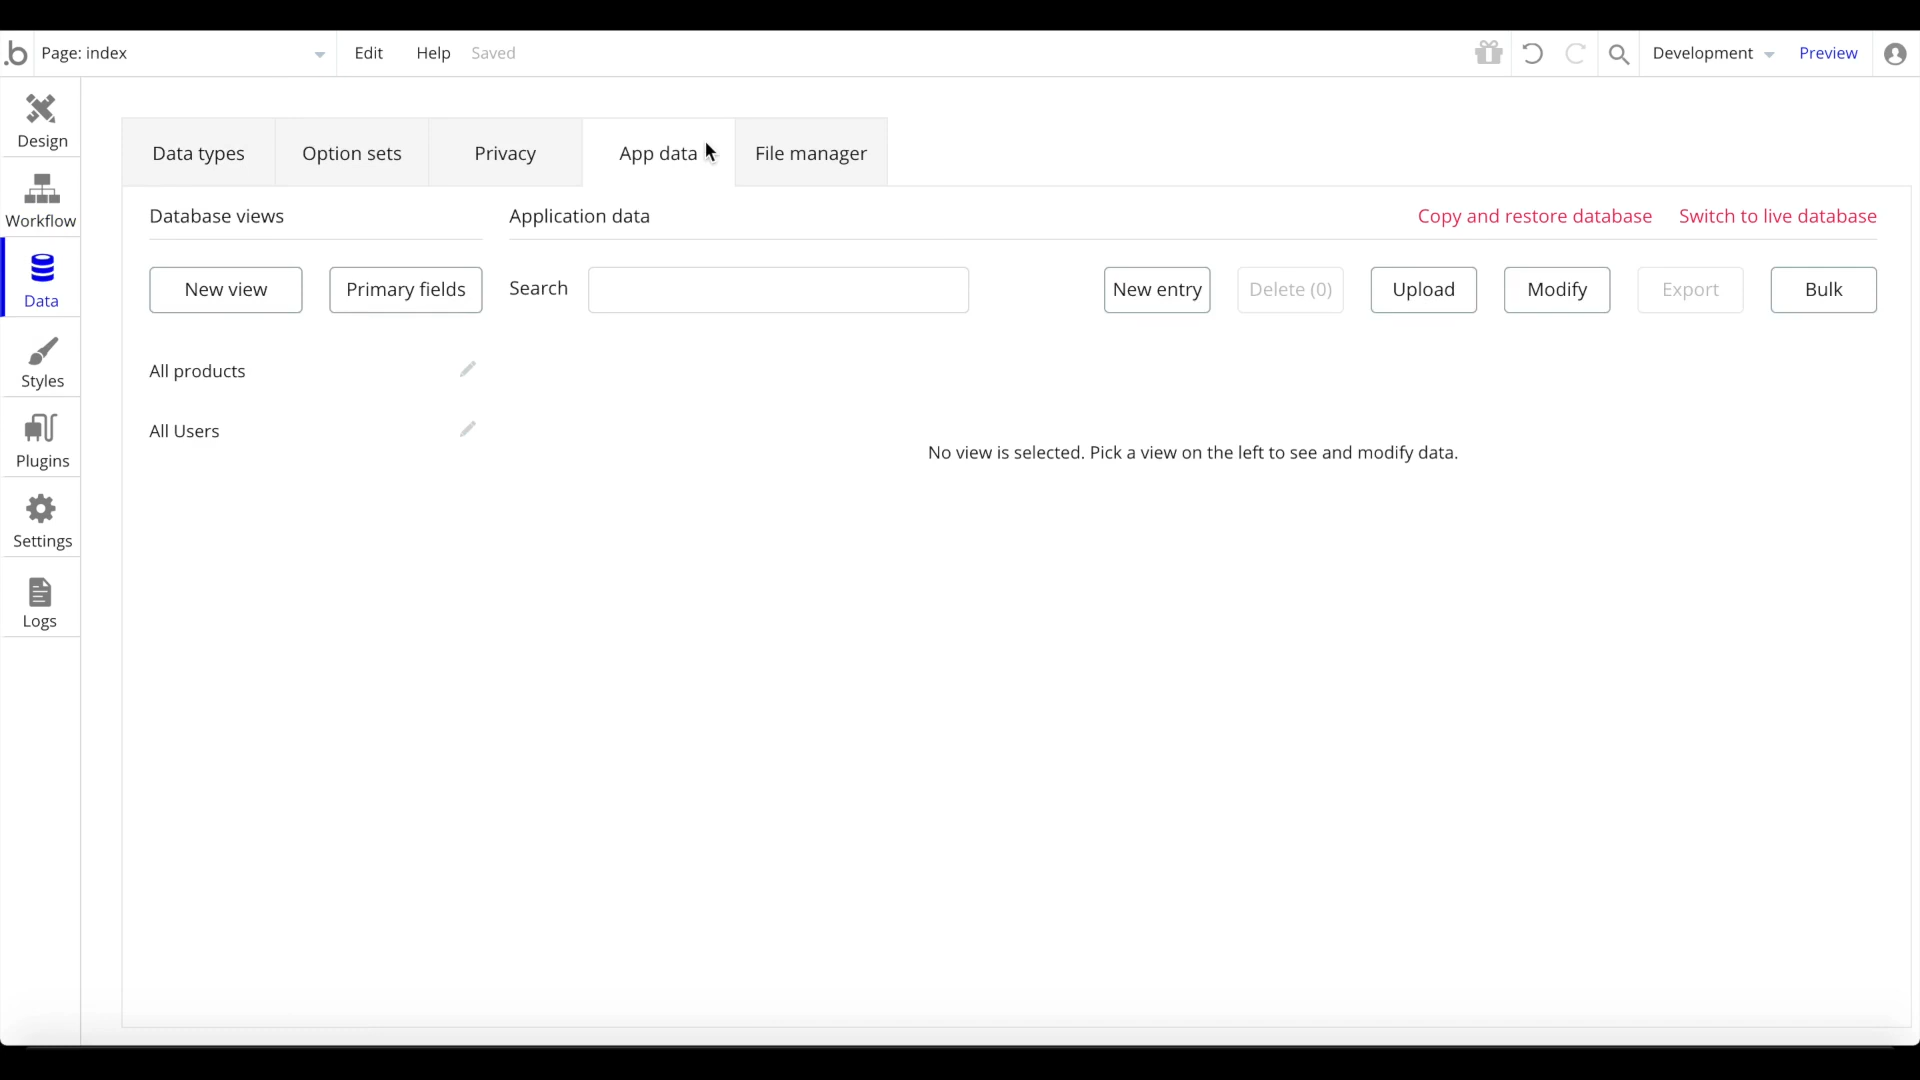 .b Page: index Edit Help Saved Development Preview
Design
Workflow
Data
Styles
Plugins
Settings
Logs
Data types Option sets Privacy App data File manager
Database views Application data Copy and restore database Switch to live database
New view Primary fields Search New entry Delete (0) Upload Modify Export Bulk
All products
All Users
No view is selected. Pick a view on the left to see and modify data.